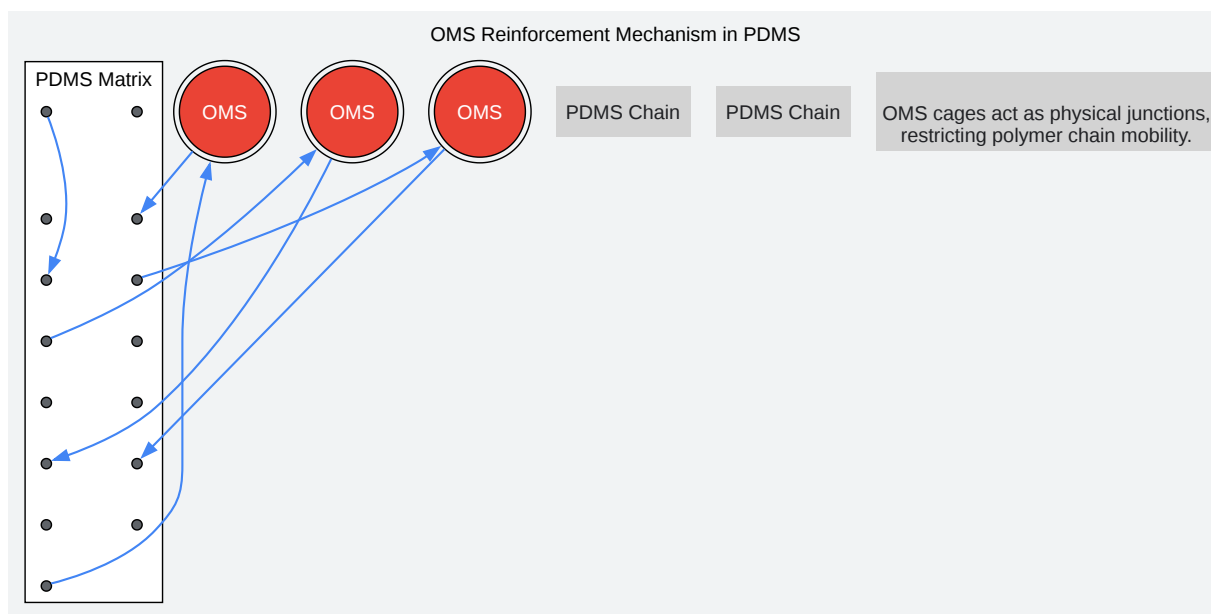 OMS Reinforcement Mechanism in PDMS
PDMS Matrix
OMS
OMS
OMS
PDMS Chain
PDMS Chain
OMS cages act as physical junctions,
restricting polymer chain mobility.